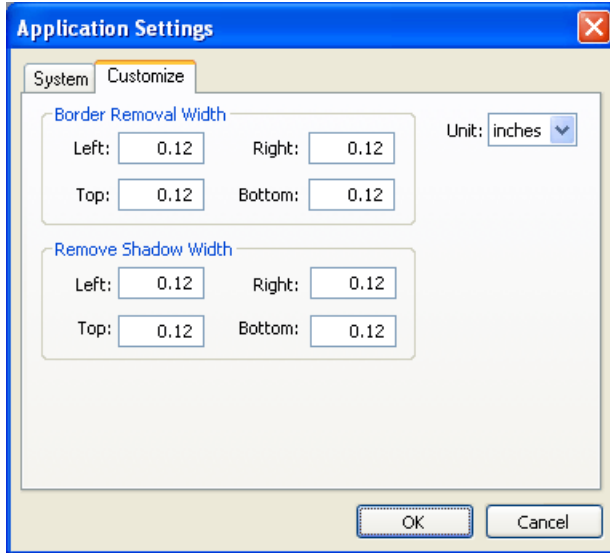 Application Settings
System Customize
Border Removal Width
Unit: inches
Left: 0.12 Right: 0.12
Top: 0.12 Bottom: 0.12
Remove Shadow Width
Left: 0.12 Right: 0.12
Top: 0.12 Bottom: 0.12
OK Cancel